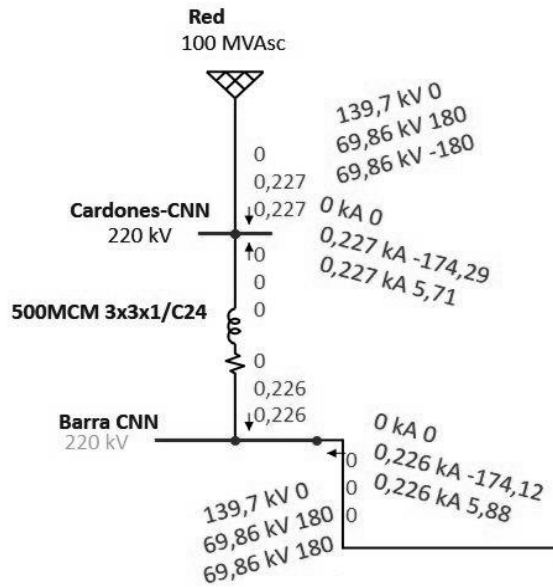 Red
100 MVAsc
139,7 kV 0
69,86 kV 180
69,86 kV -180
0
0,227
0,227
Cardones-CNN
220 kV
0 kA 0
0,227 kA -174,29
0,227 kA 5,71
0
0
0
500MCM 3x3x1/C24
0
0,226
0,226
Barra CNN
220 kV
0 kA 0
0,226 kA -174,12
0,226 kA 5,88
0
0
0
139,7 kV 0
69,86 kV 180
69,86 kV 180